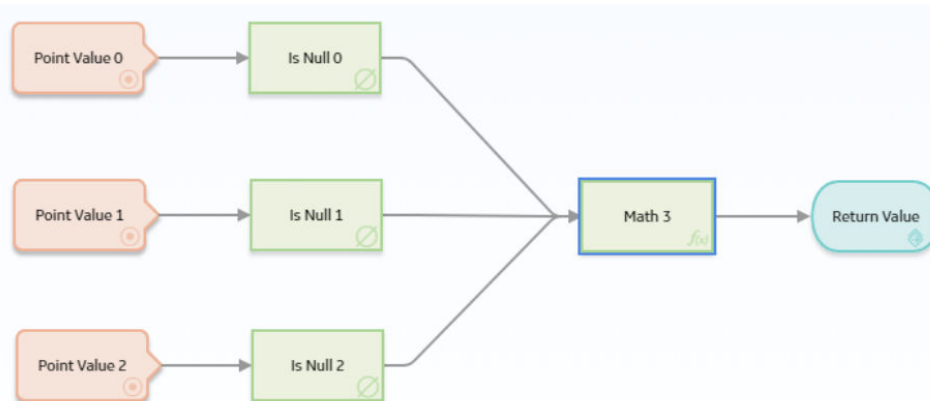 Point Value 0
Is Null 0
Point Value 1
Is Null 1
Math 3
f(x)
Return Value
Point Value 2
Is Null 2